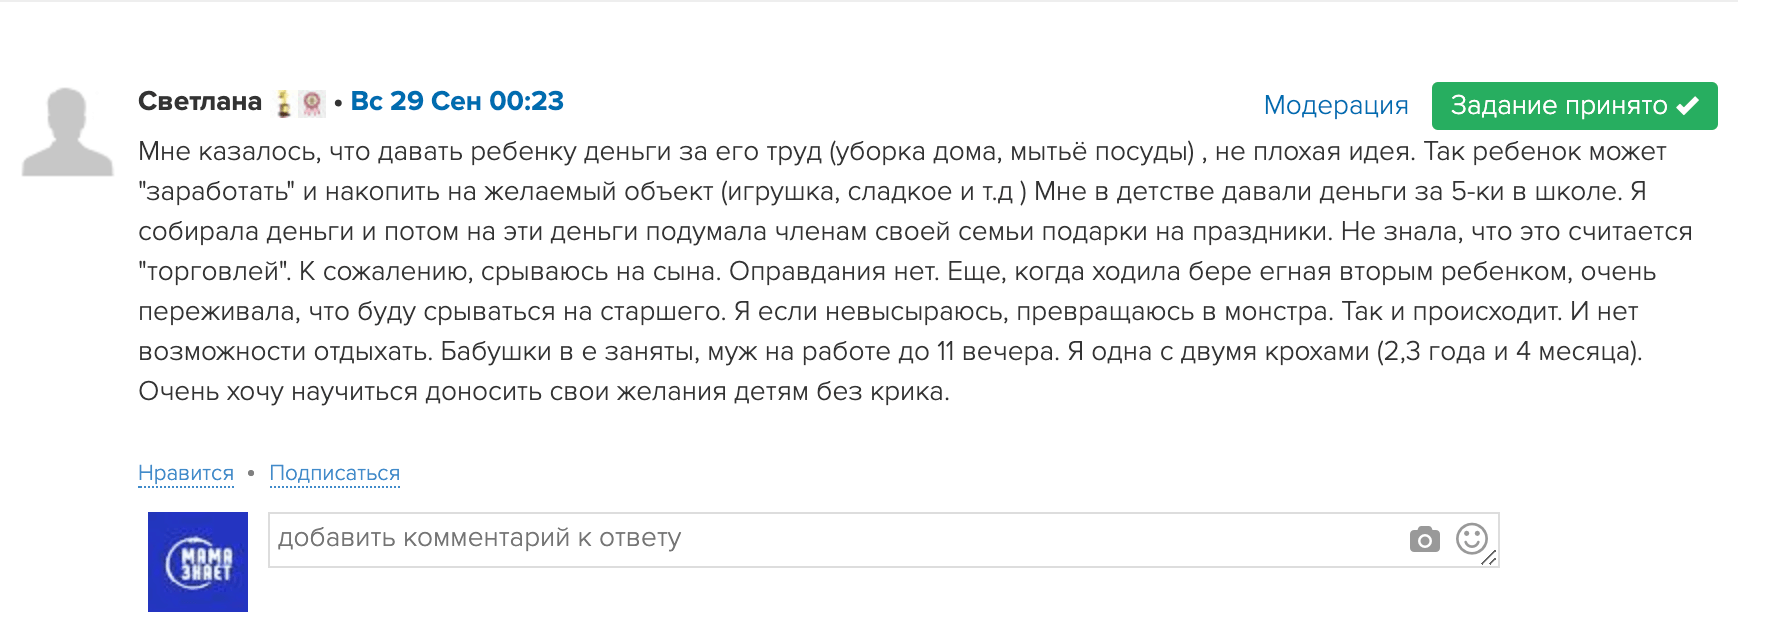 Светлана • Вс 29 Сен 00:23
Модерация Задание принято ✔
Мне казалось, что давать ребенку деньги за его труд (уборка дома, мытьё посуды) , не плохая идея. Так ребенок может
"заработать" и накопить на желаемый объект (игрушка, сладкое и т.д ) Мне в детстве давали деньги за 5-ки в школе. Я
собирала деньги и потом на эти деньги подумала членам своей семьи подарки на праздники. Не знала, что это считается
"торговлей". К сожалению, срываюсь на сына. Оправдания нет. Еще, когда ходила бере егная вторым ребенком, очень
переживала, что буду срываться на старшего. Я если невысыраюсь, превращаюсь в монстра. Так и происходит. И нет
возможности отдыхать. Бабушки в е заняты, муж на работе до 11 вечера. Я одна с двумя крохами (2,3 года и 4 месяца).
Очень хочу научиться доносить свои желания детям без крика.
Нравится • Подписаться
МАМА
ЗНАЕТ
добавить комментарий к ответу